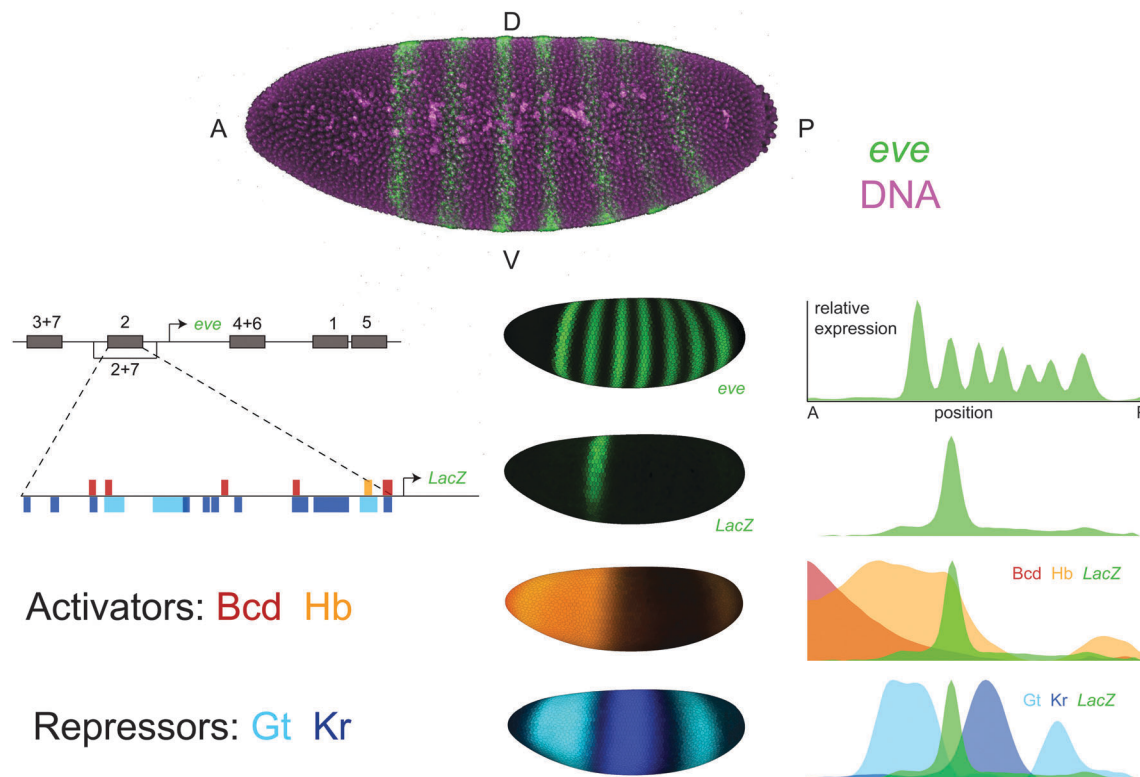 D
A
P
eve
DNA
V
3+7
2
eve
4+6
1
5
2+7
LacZ
Activators: Bcd Hb
Repressors: Gt Kr
eve
LacZ
relative
expression
A
position
P
Bcd Hb LacZ
Gt Kr LacZ